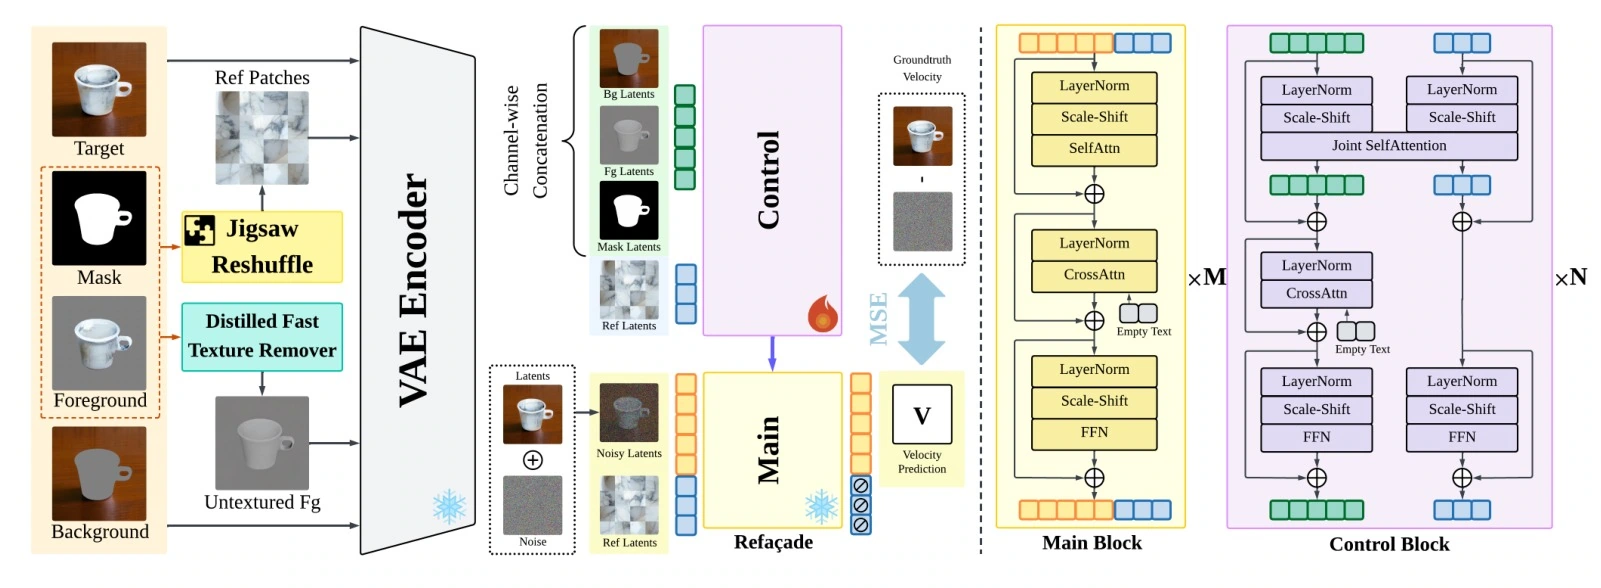 Target
Mask
Foreground
Background
Ref Patches
Jigsaw
Reshuffle
Distilled Fast
Texture Remover
Untextured Fg
VAE Encoder
Channel-wise
Concatenation
Bg Latents
Fg Latents
Mask Latents
Ref Latents
Control
Latents
Noise
Noisy Latents
Ref Latents
Main
Refaçade
Groundtruth
Velocity
-
MSE
V
Velocity
Prediction
LayerNorm
Scale-Shift
SelfAttn
LayerNorm
CrossAttn
Empty Text
LayerNorm
Scale-Shift
FFN
Main Block
×M
LayerNorm
Scale-Shift
LayerNorm
Scale-Shift
Joint SelfAttention
LayerNorm
CrossAttn
Empty Text
LayerNorm
Scale-Shift
FFN
LayerNorm
Scale-Shift
FFN
Control Block
×N